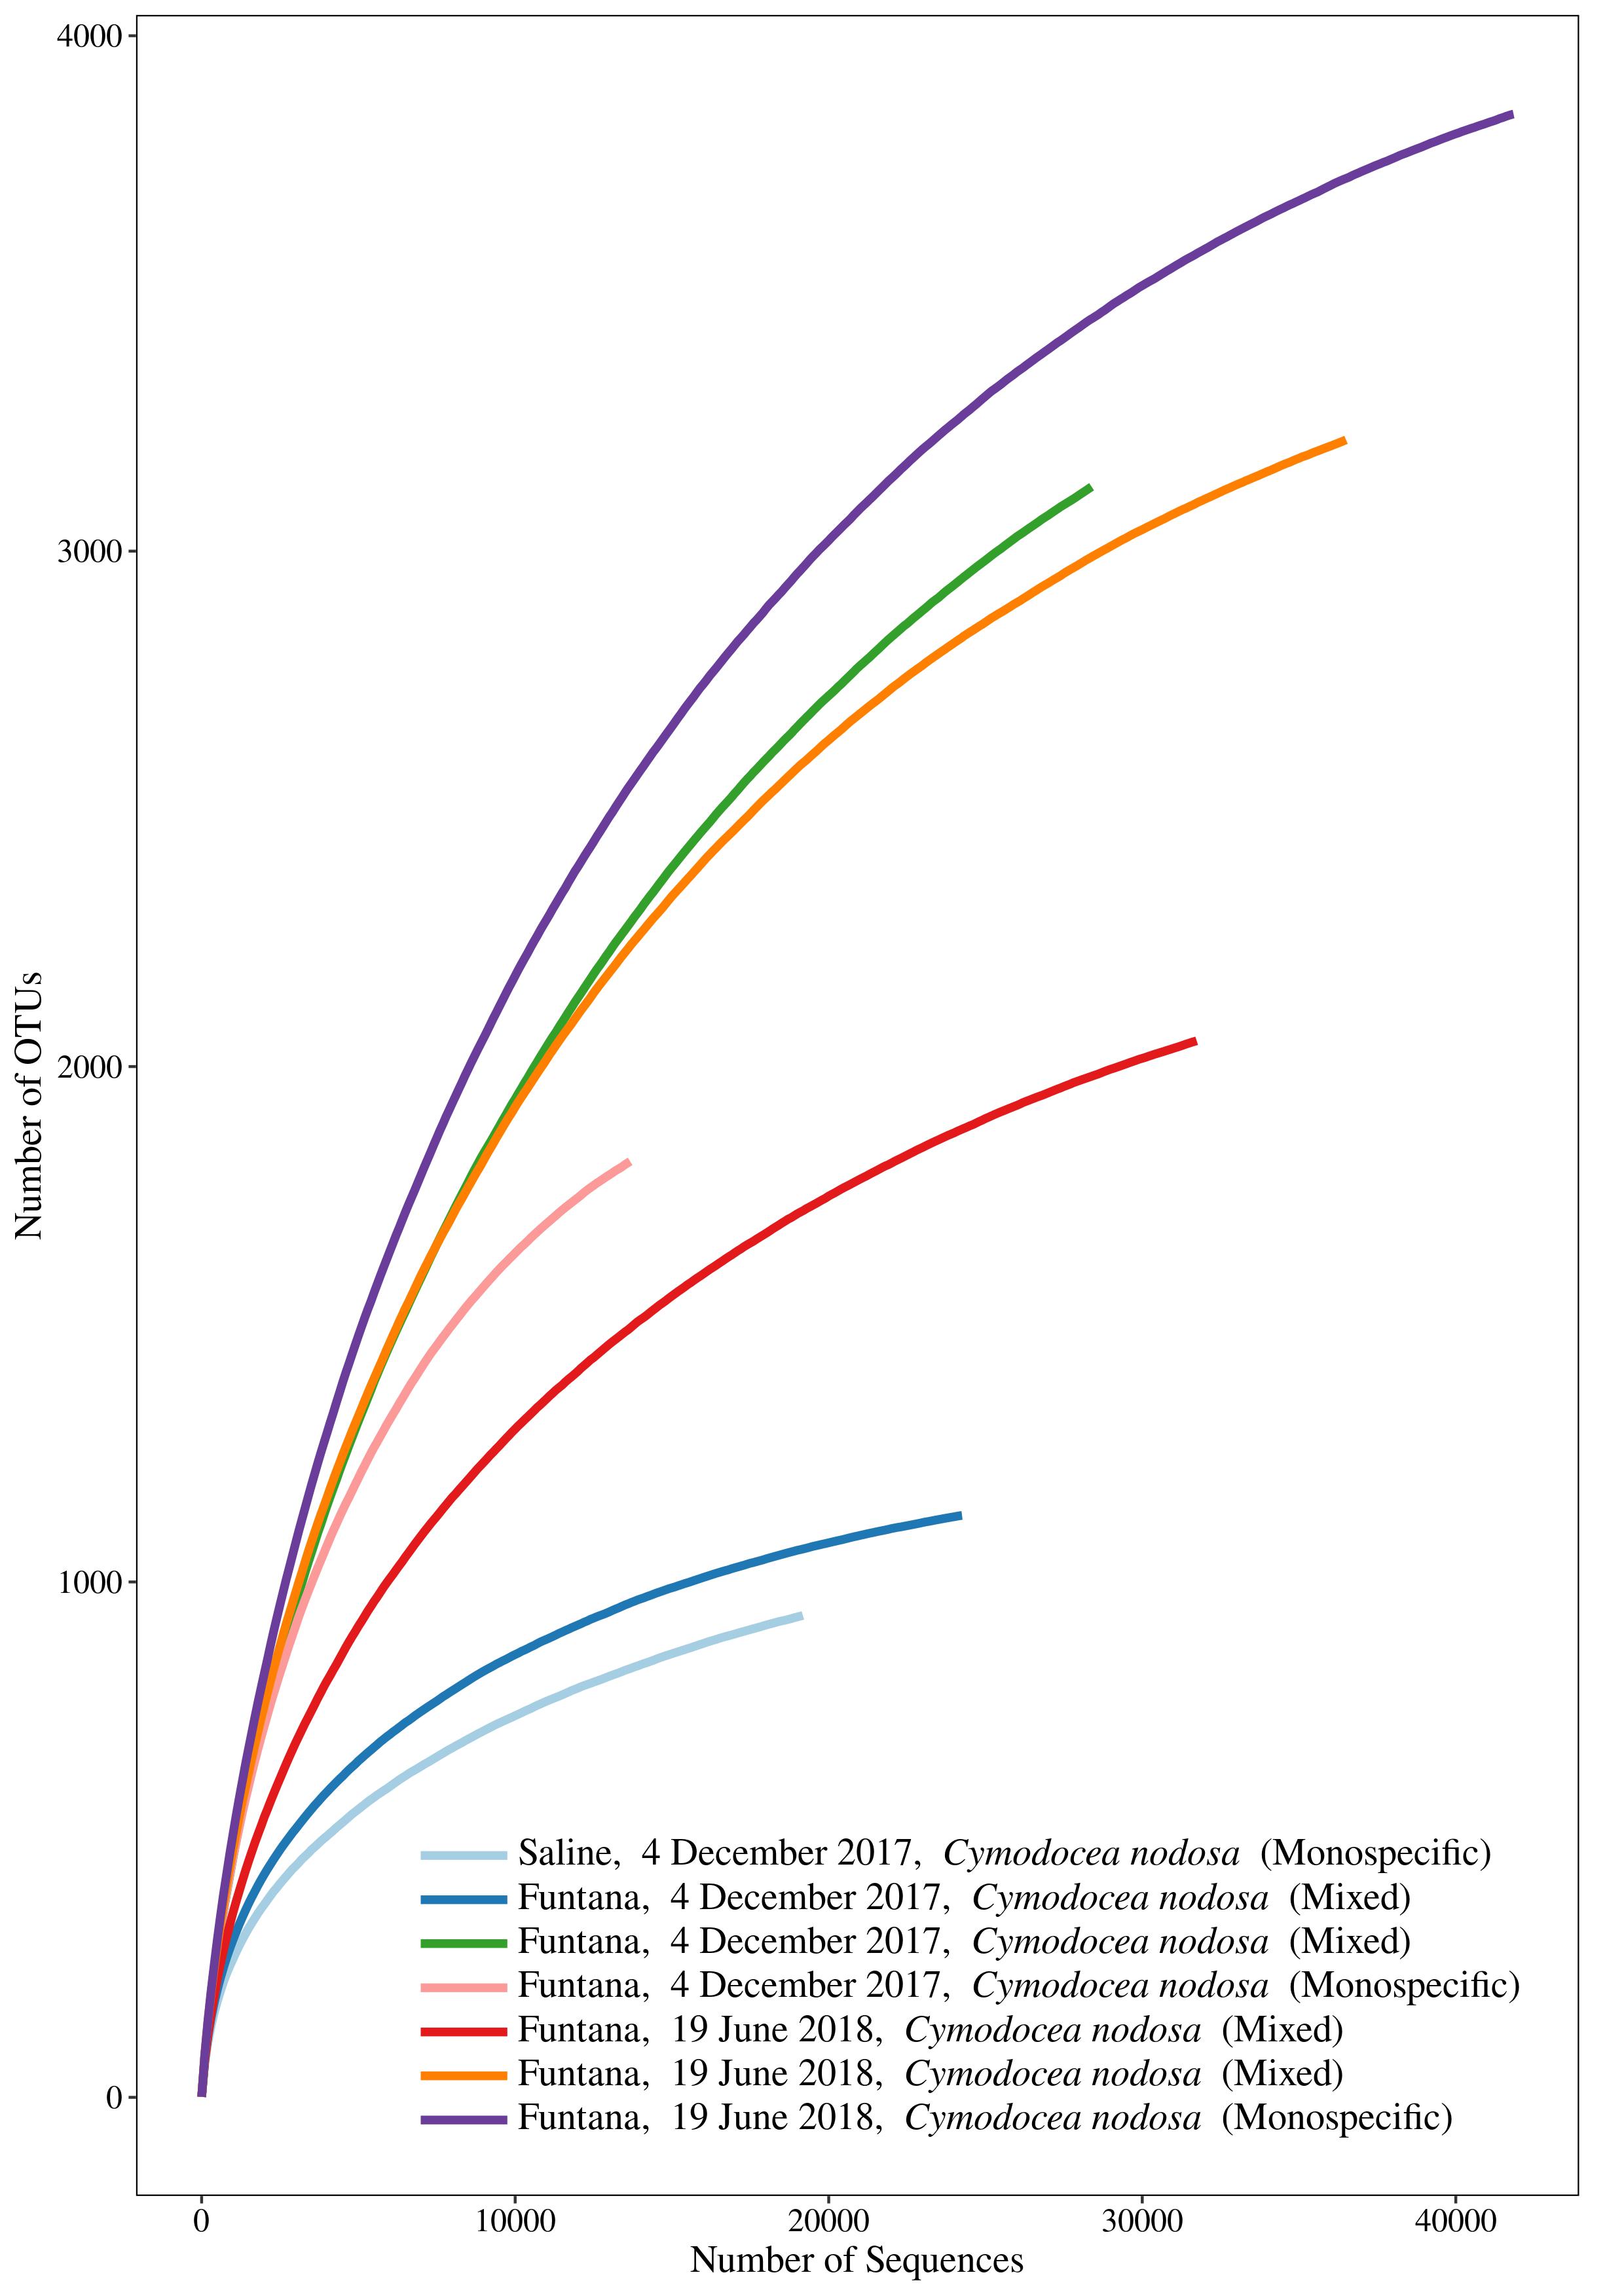 4000
3000
2000
1000
0
Number of OTUs
Saline, 4 December 2017, Cymodocea nodosa (Monospecific)
Funtana, 4 December 2017, Cymodocea nodosa (Mixed)
Funtana, 4 December 2017, Cymodocea nodosa (Mixed)
Funtana, 4 December 2017, Cymodocea nodosa (Monospecific)
Funtana, 19 June 2018, Cymodocea nodosa (Mixed)
Funtana, 19 June 2018, Cymodocea nodosa (Mixed)
Funtana, 19 June 2018, Cymodocea nodosa (Monospecific)
0 10000 20000 30000 40000
Number of Sequences